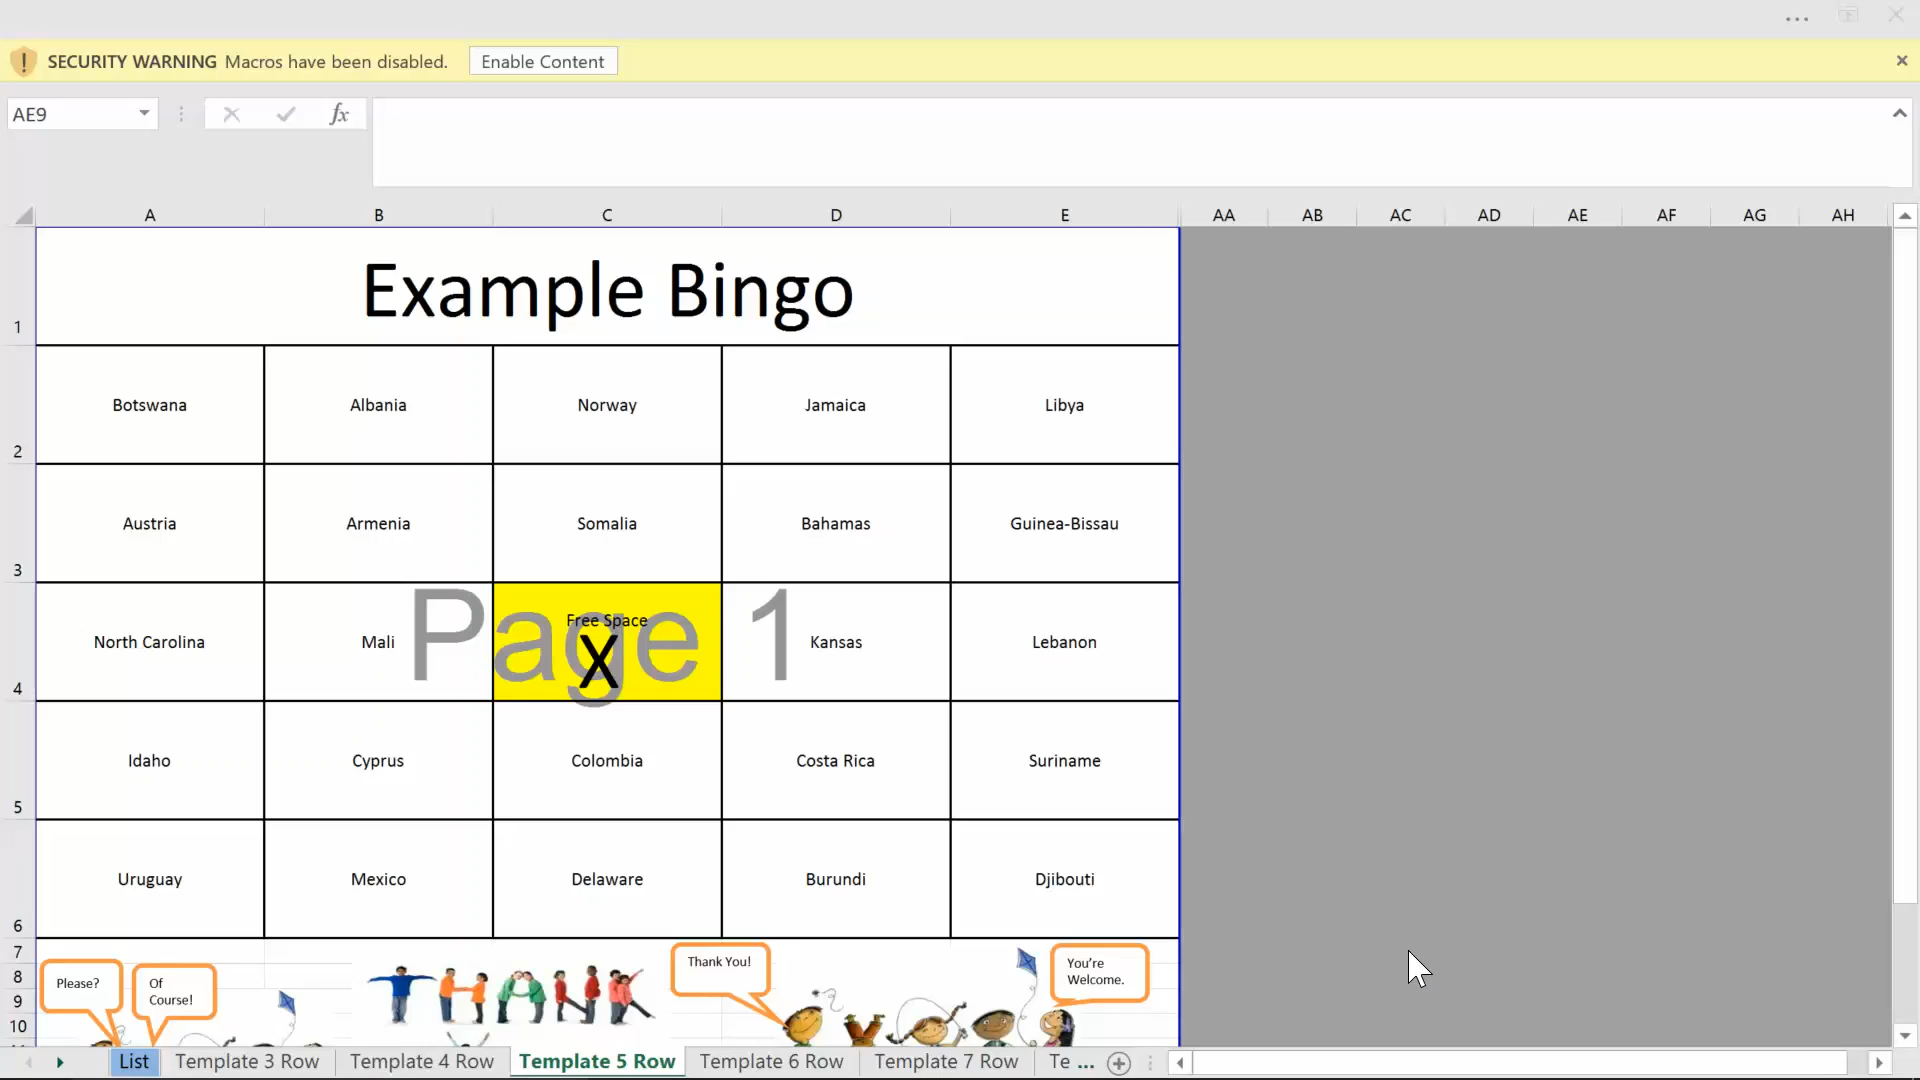 SECURITY WARNING Macros have been disabled. Enable Content
AE9 fx
A B C D E AA AB AC AD AE AF AG AH
Example Bingo
1
Botswana Albania Norway Jamaica Libya
2
Austria Armenia Somalia Bahamas Guinea-Bissau
3
Free Space
Page 1
North Carolina Mali X Kansas Lebanon
4
Idaho Cyprus Colombia Costa Rica Suriname
5
Uruguay Mexico Delaware Burundi Djibouti
6
7
8
9
10
Please?
Of
Course!
THANK
Thank You!
You're
Welcome.
List Template 3 Row Template 4 Row Template 5 Row Template 6 Row Template 7 Row Te ...